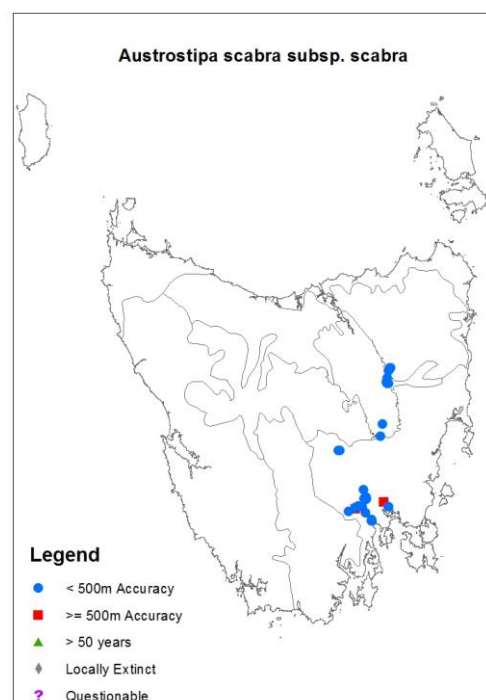 Austrostipa scabra subsp. scabra
Legend
< 500m Accuracy
>= 500m Accuracy
> 50 years
Locally Extinct
? Questionable